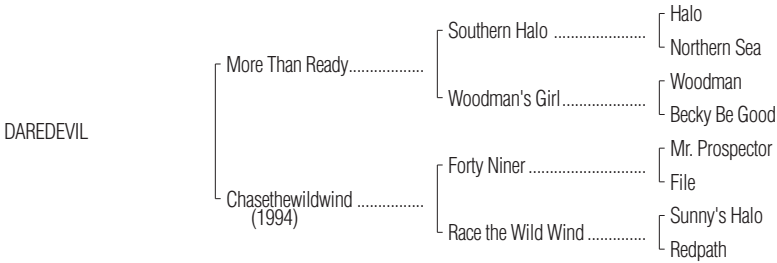 Halo
Southern Halo ......................
Northern Sea
More Than Ready..................
Woodman
Woodman's Girl....................
Becky Be Good
DAREDEVIL
Mr. Prospector
Forty Niner ............................
File
Chasethewildwind ................
(1994)
Sunny's Halo
Race the Wild Wind ..............
Redpath